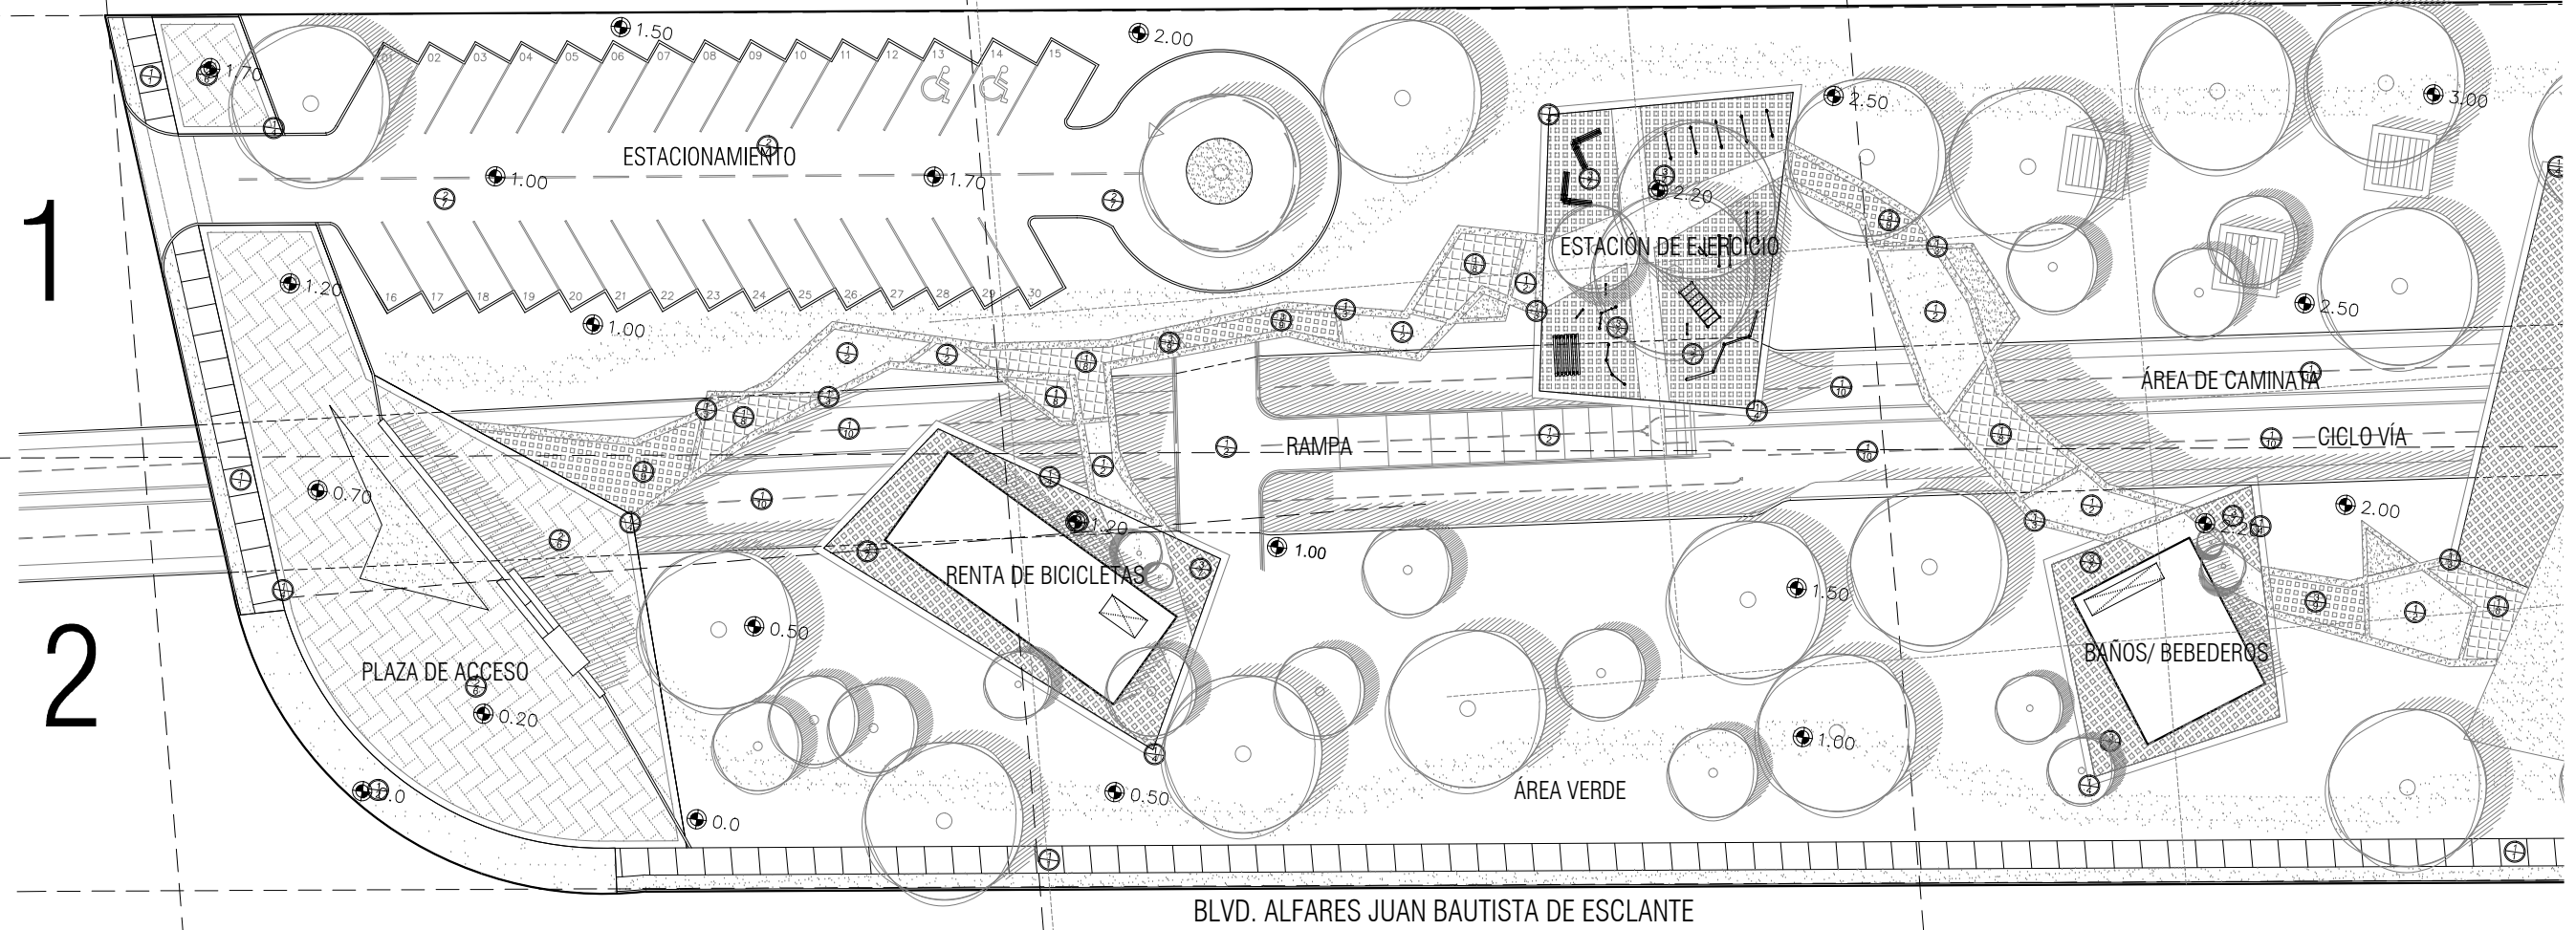 1.50
2.00
1.70
01 02 03 04 05 06 07 08 09 10 11 12 13 14 15
2.50
3.00
ESTACIONAMIENTO
1.00
1.70
2.20
1
ESTACIÓN DE EJERCICIO
1.20
16 17 18 19 20 21 22 23 24 25 26 27 28 29 30
1.00
2.50
ÁREA DE CAMINATA
RAMPA
CICLO VÍA
0.70
1.20
2.00
2.20
1.00
RENTA DE BICICLETAS
1.50
0.50
2
PLAZA DE ACCESO
BAÑOS/ BEBEDEROS
0.20
1.00
ÁREA VERDE
0.0
0.50
0.0
BLVD. ALFARES JUAN BAUTISTA DE ESCLANTE